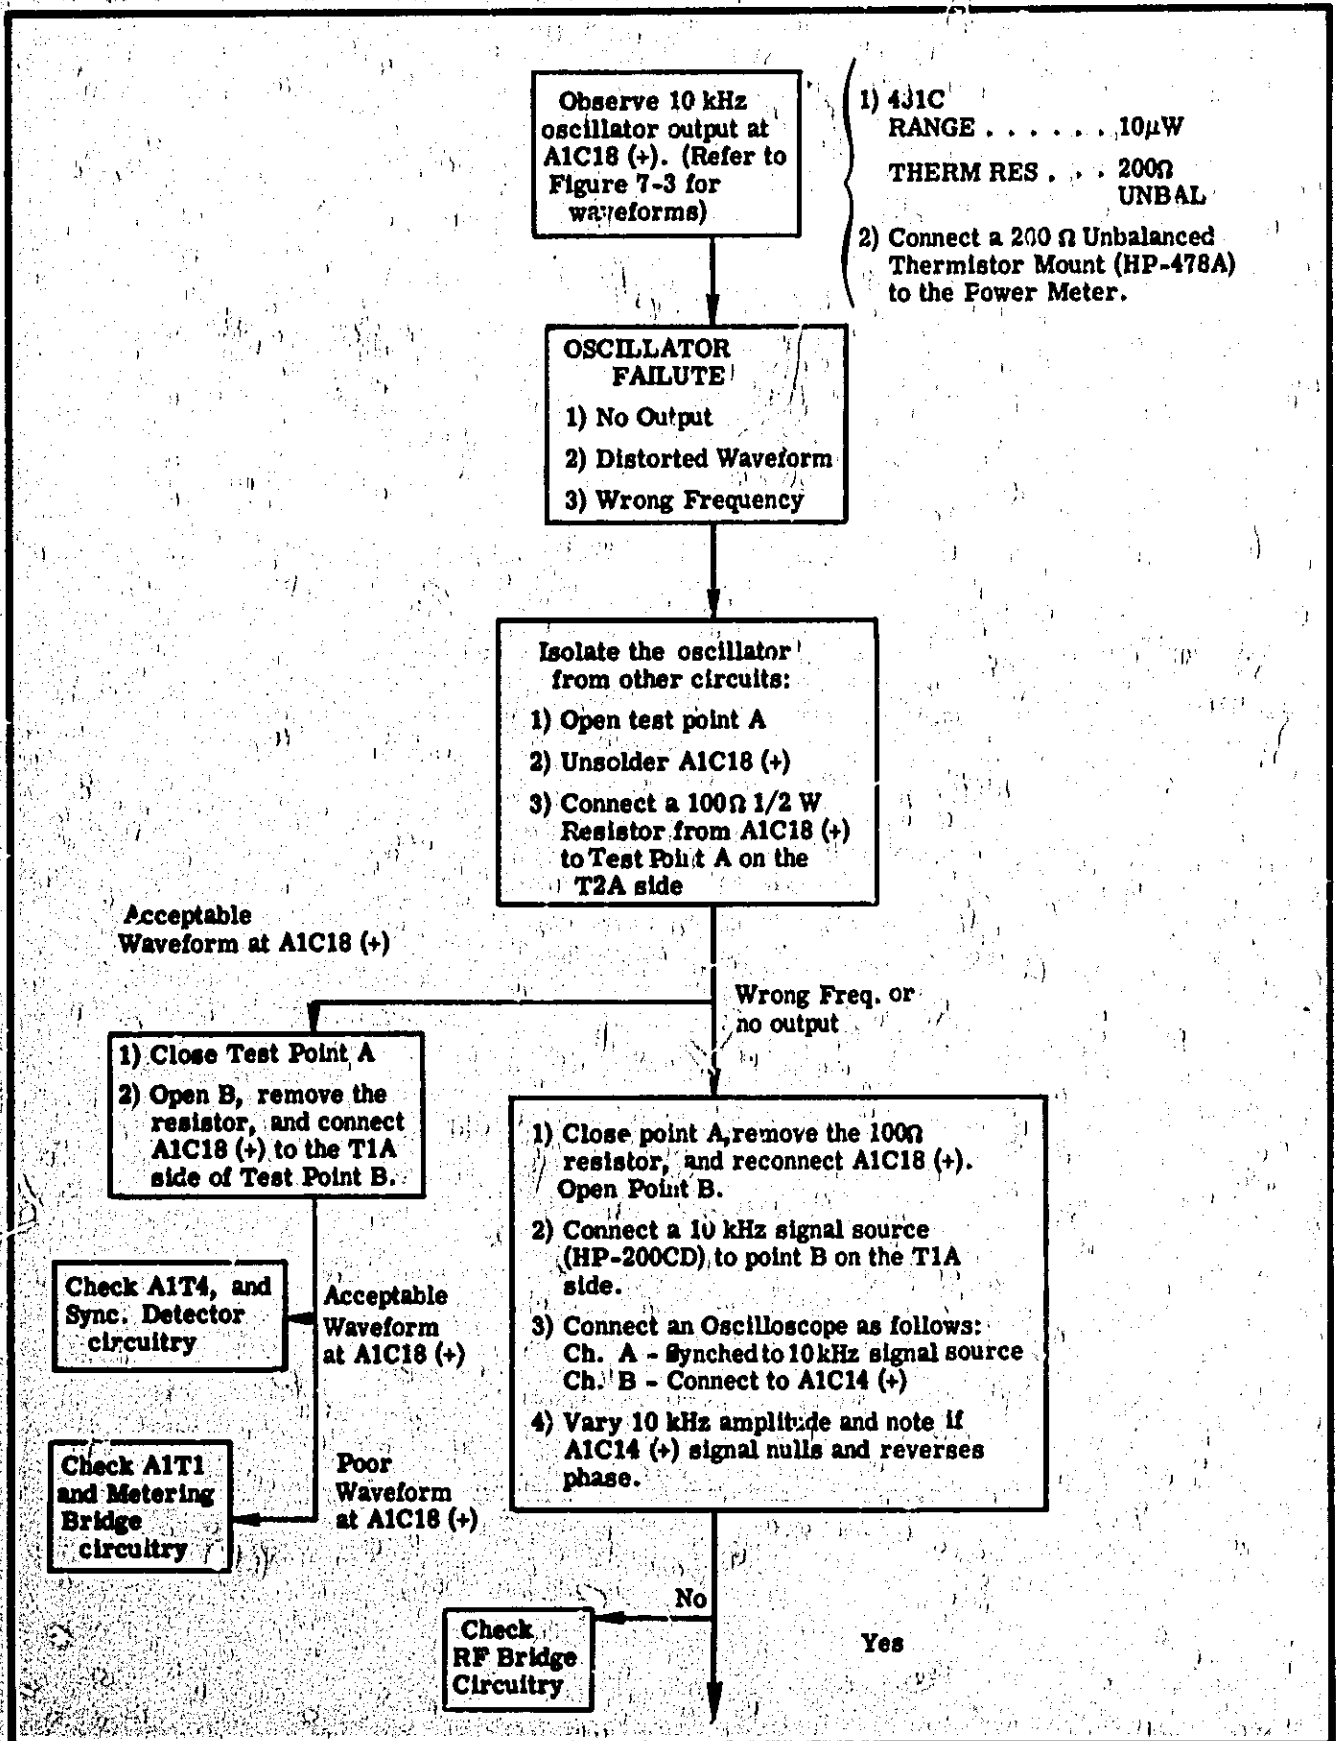 Observe 10 kHz
oscillator output at
A1C18 (+). (Refer to
Figure 7-3 for
waveforms)
1) 431C
RANGE . . . . . . 10µW
THERM RES . . . 200Ω
UNBAL
2) Connect a 200 Ω Unbalanced
Thermistor Mount (HP-478A)
to the Power Meter.
OSCILLATOR
FAILUTE
1) No Output
2) Distorted Waveform
3) Wrong Frequency
Isolate the oscillator
from other circuits:
1) Open test point A
2) Unsolder A1C18 (+)
3) Connect a 100Ω 1/2 W
Resistor from A1C18 (+)
to Test Point A on the
T2A side
Acceptable
Waveform at A1C18 (+)
Wrong Freq. or
no output
1) Close Test Point A
2) Open B, remove the
resistor, and connect
A1C18 (+) to the T1A
side of Test Point B.
1) Close point A, remove the 100Ω
resistor, and reconnect A1C18 (+).
Open Point B.
2) Connect a 10 kHz signal source
(HP-200CD) to point B on the T1A
side.
3) Connect an Oscilloscope as follows:
Ch. A - Synched to 10 kHz signal source
Ch. B - Connect to A1C14 (+)
4) Vary 10 kHz amplitude and note if
A1C14 (+) signal nulls and reverses
phase.
Check A1T4, and
Sync. Detector
circuitry
Acceptable
Waveform
at A1C18 (+)
Check A1T1
and Metering
Bridge
circuitry
Poor
Waveform
at A1C18 (+)
No
Check
RF Bridge
Circuitry
Yes